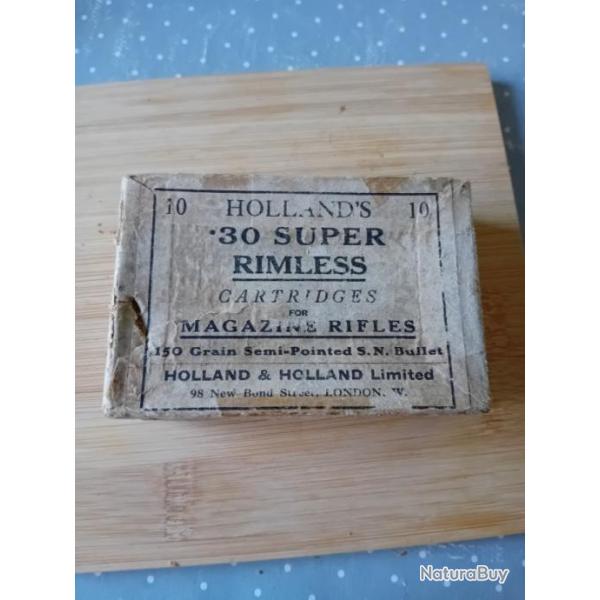 10 HOLLAND'S 10
·30 SUPER
RIMLESS
CARTRIDGES
FOR
MAGAZINE RIFLES
150 Grain Semi-Pointed S.N. Bullet
HOLLAND & HOLLAND Limited
98 New Bond Street, LONDON, W.
NaturaBuy